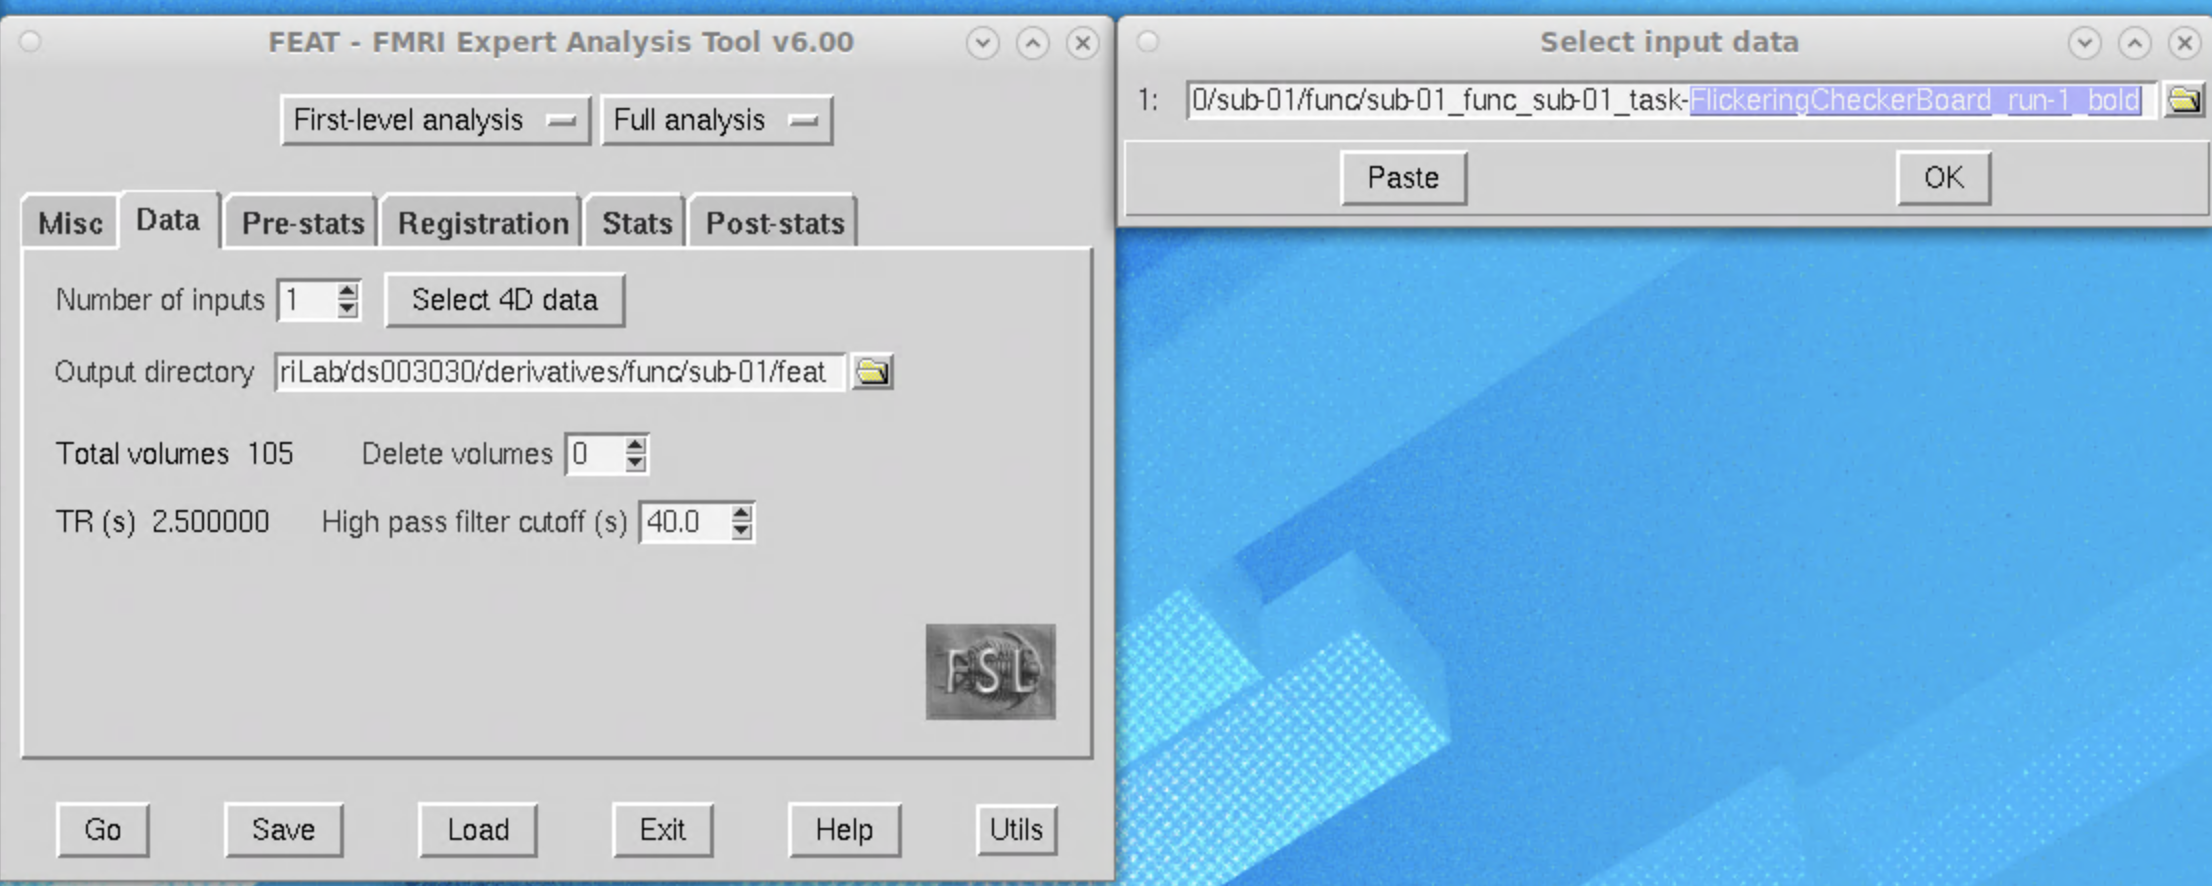 FEAT - FMRI Expert Analysis Tool v6.00
First-level analysis Full analysis
Misc Data Pre-stats Registration Stats Post-stats
Number of inputs 1 Select 4D data
Output directory riLab/ds003030/derivatives/func/sub-01/feat
Total volumes 105 Delete volumes 0
TR (s) 2.500000 High pass filter cutoff (s) 40.0
FSL
Go Save Load Exit Help Utils
Select input data
1: 0/sub-01/func/sub-01_func_sub-01_task-FlickeringCheckerBoard_run-1_bold
Paste OK